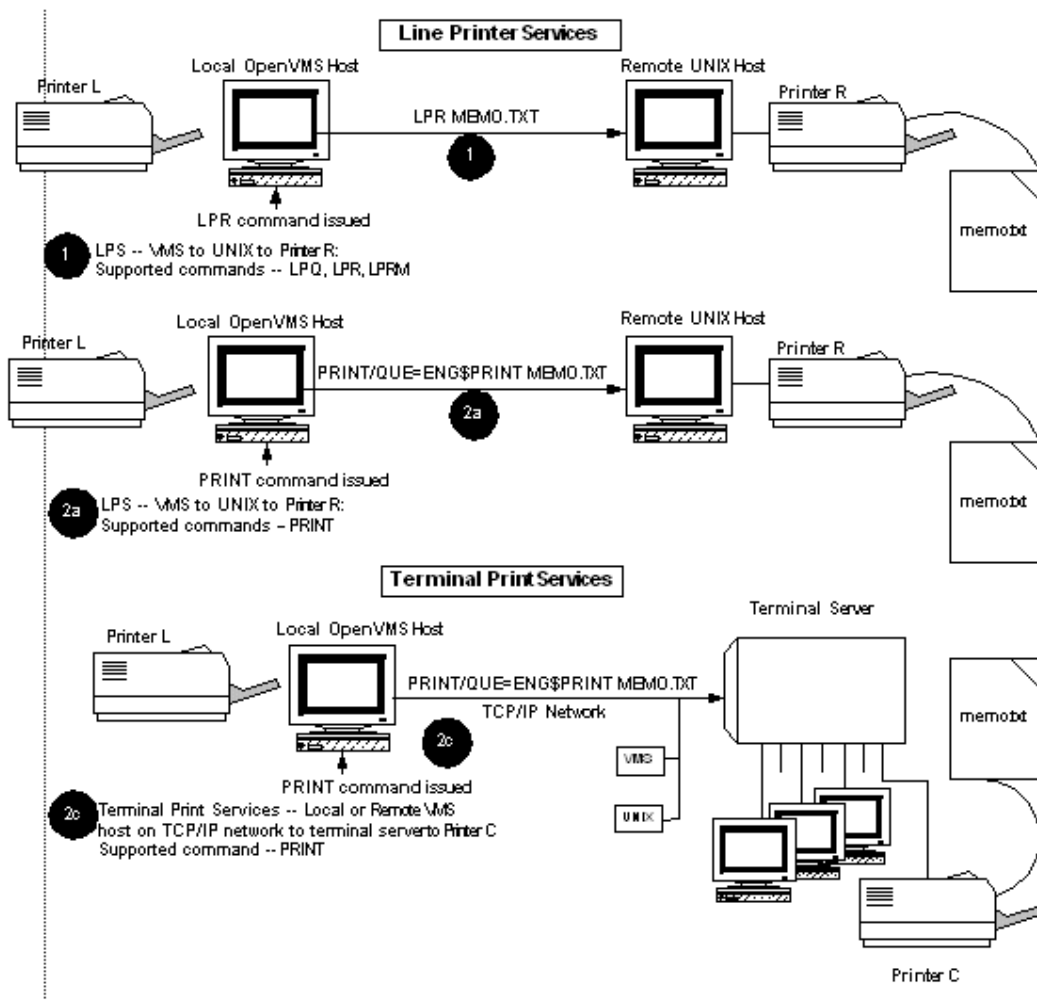 Line Printer Services
Local OpenVMS Host
Remote UNIX Host
Printer L
Printer R
LPR MEMO.TXT
1
LPR command issued
memo.txt
1
LPS -- VMS to UNIX to Printer R:
Supported commands -- LPQ, LPR, LPRM
Local OpenVMS Host
Remote UNIX Host
Printer L
Printer R
PRINT/QUE=ENG$PRINT MEMO.TXT
2a
PRINT command issued
memo.txt
2a
LPS -- VMS to UNIX to Printer R:
Supported commands -- PRINT
Terminal Print Services
Terminal Server
Local OpenVMS Host
Printer L
PRINT/QUE=ENG$PRINT MEMO.TXT
TCP/IP Network
memo.txt
2c
VMS
PRINT command issued
2c
Terminal Print Services -- Local or Remote VMS
host on TCP/IP network to terminal server to Printer C
Supported command -- PRINT
UNIX
Printer C